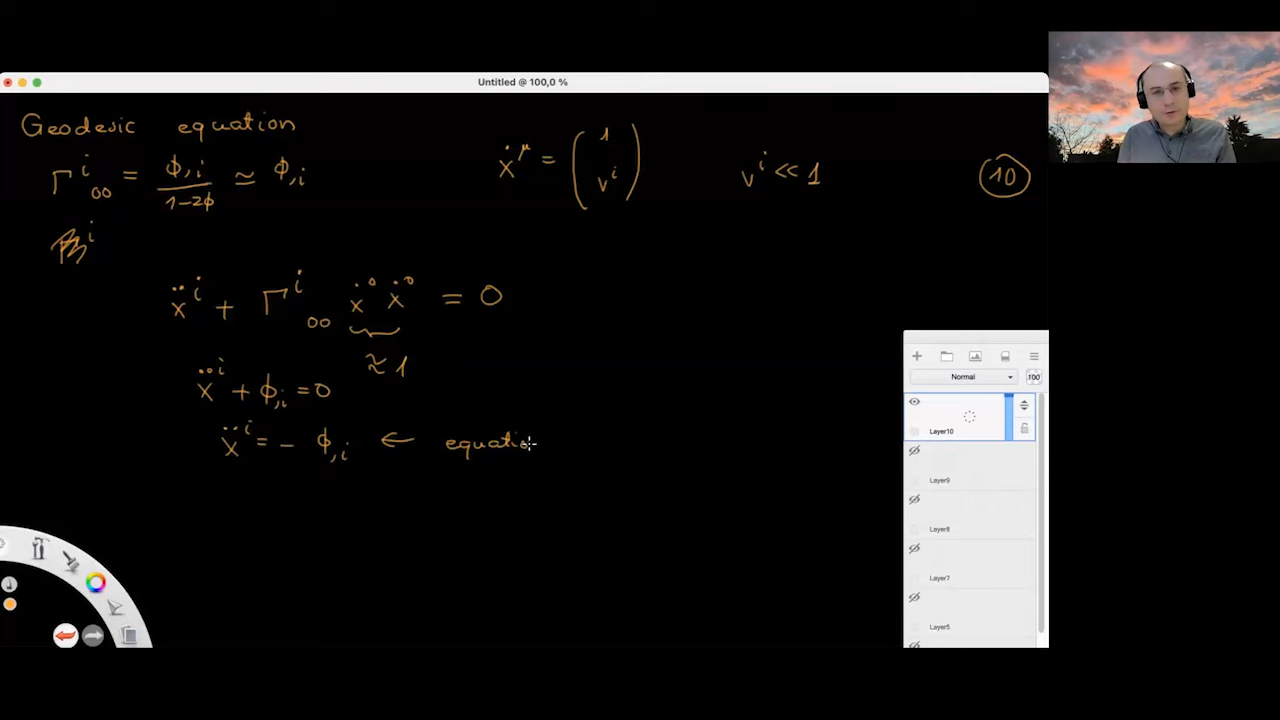 Untitled @ 100,0 %
Geodesic equation
Γ^i_00 = ϕ,i / 1-2ϕ ≃ ϕ,i
ẋ^μ = ( 1 v^i )
v^i << 1
10
ẍ^i + Γ^i_00 ẋ^0 ẋ^0 = 0
≈ 1
ẍ^i + ϕ,i = 0
ẍ^i = - ϕ,i ← equatio
Normal
100
Layer10
Layer9
Layer8
Layer7
Layer5